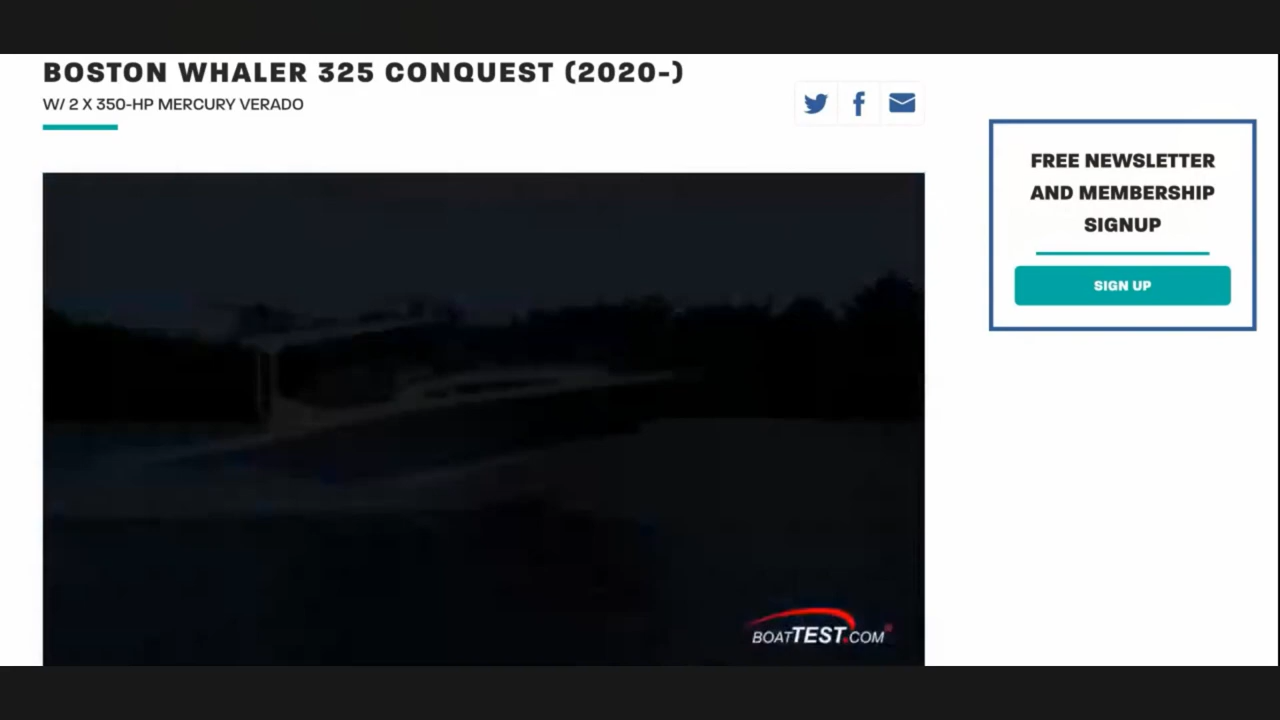 BOSTON WHALER 325 CONQUEST (2020-)
W/ 2 X 350-HP MERCURY VERADO
FREE NEWSLETTER
AND MEMBERSHIP
SIGNUP
SIGN UP
BOATTEST.COM